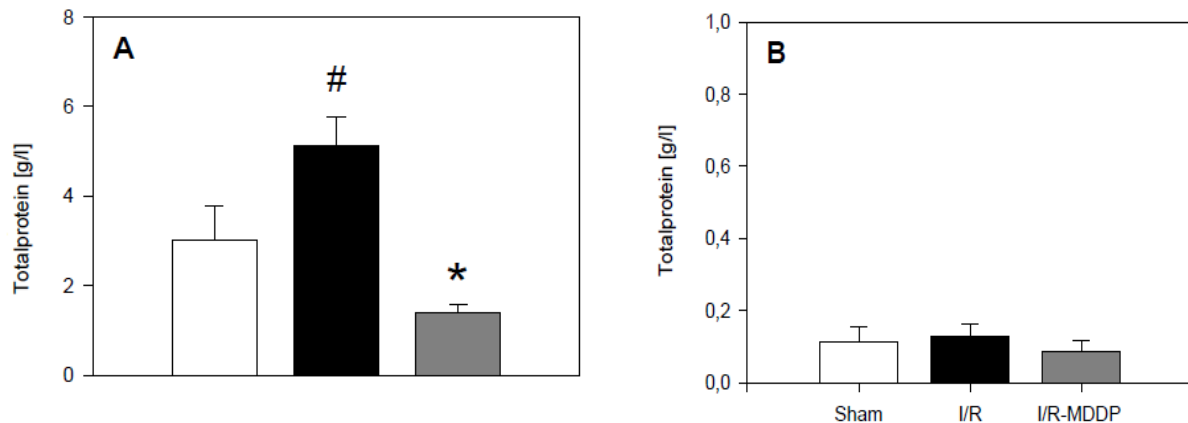 A
#
*
Totalprotein [g/l]
8
6
4
2
0
B
Totalprotein [g/l]
1,0
0,8
0,6
0,4
0,2
0,0
Sham I/R I/R-MDDP